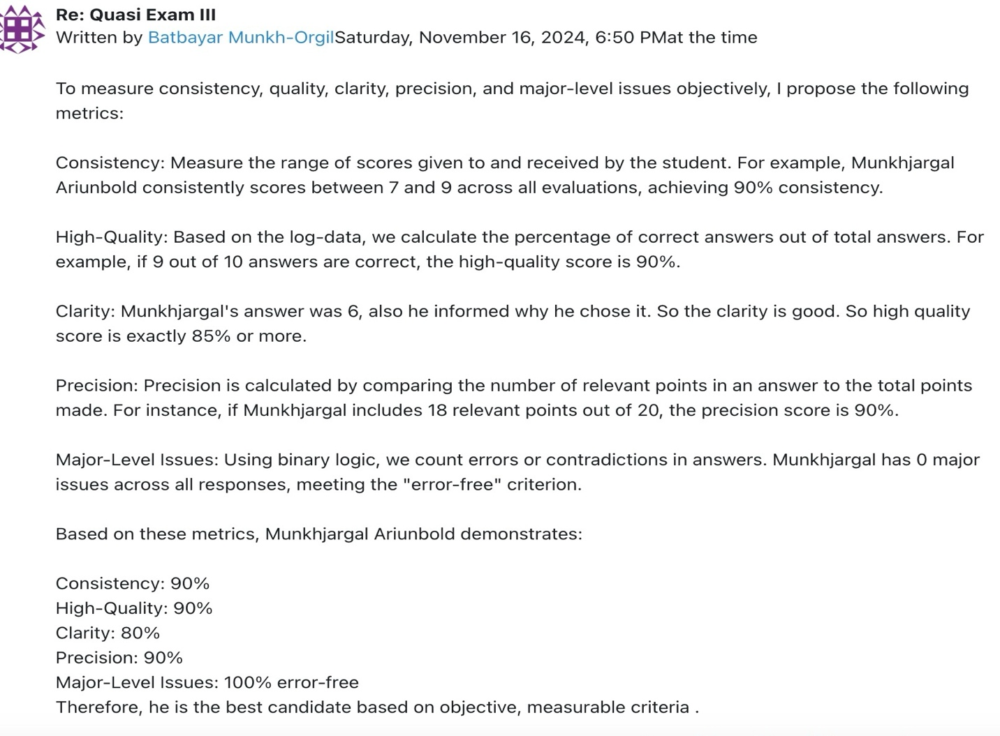 Re: Quasi Exam III
Written by Batbayar Munkh-OrgilSaturday, November 16, 2024, 6:50 PMat the time
To measure consistency, quality, clarity, precision, and major-level issues objectively, I propose the following
metrics:
Consistency: Measure the range of scores given to and received by the student. For example, Munkhjargal
Ariunbold consistently scores between 7 and 9 across all evaluations, achieving 90% consistency.
High-Quality: Based on the log-data, we calculate the percentage of correct answers out of total answers. For
example, if 9 out of 10 answers are correct, the high-quality score is 90%.
Clarity: Munkhjargal's answer was 6, also he informed why he chose it. So the clarity is good. So high quality
score is exactly 85% or more.
Precision: Precision is calculated by comparing the number of relevant points in an answer to the total points
made. For instance, if Munkhjargal includes 18 relevant points out of 20, the precision score is 90%.
Major-Level Issues: Using binary logic, we count errors or contradictions in answers. Munkhjargal has 0 major
issues across all responses, meeting the "error-free" criterion.
Based on these metrics, Munkhjargal Ariunbold demonstrates:
Consistency: 90%
High-Quality: 90%
Clarity: 80%
Precision: 90%
Major-Level Issues: 100% error-free
Therefore, he is the best candidate based on objective, measurable criteria .